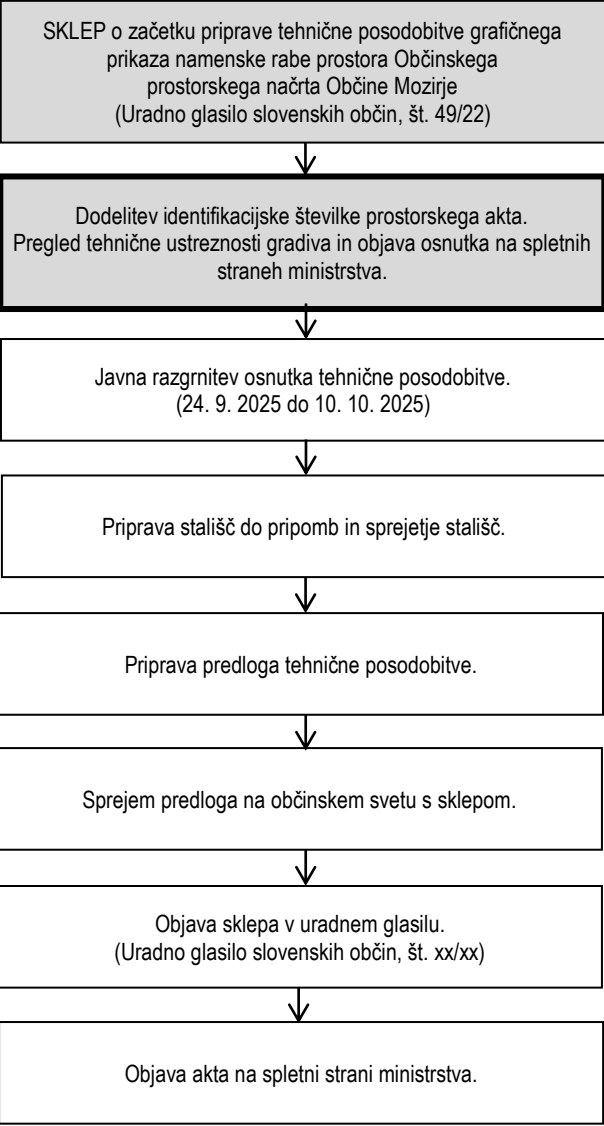 SKLEP o začetku priprave tehnične posodobitve grafičnega
prikaza namenske rabe prostora Občinskega
prostorskega načrta Občine Mozirje
(Uradno glasilo slovenskih občin, št. 49/22)
Dodelitev identifikacijske številke prostorskega akta.
Pregled tehnične ustreznosti gradiva in objava osnutka na spletnih
straneh ministrstva.
Javna razgrnitev osnutka tehnične posodobitve.
(24. 9. 2025 do 10. 10. 2025)
Priprava stališč do pripomb in sprejetje stališč.
Priprava predloga tehnične posodobitve.
Sprejem predloga na občinskem svetu s sklepom.
Objava sklepa v uradnem glasilu.
(Uradno glasilo slovenskih občin, št. xx/xx)
Objava akta na spletni strani ministrstva.